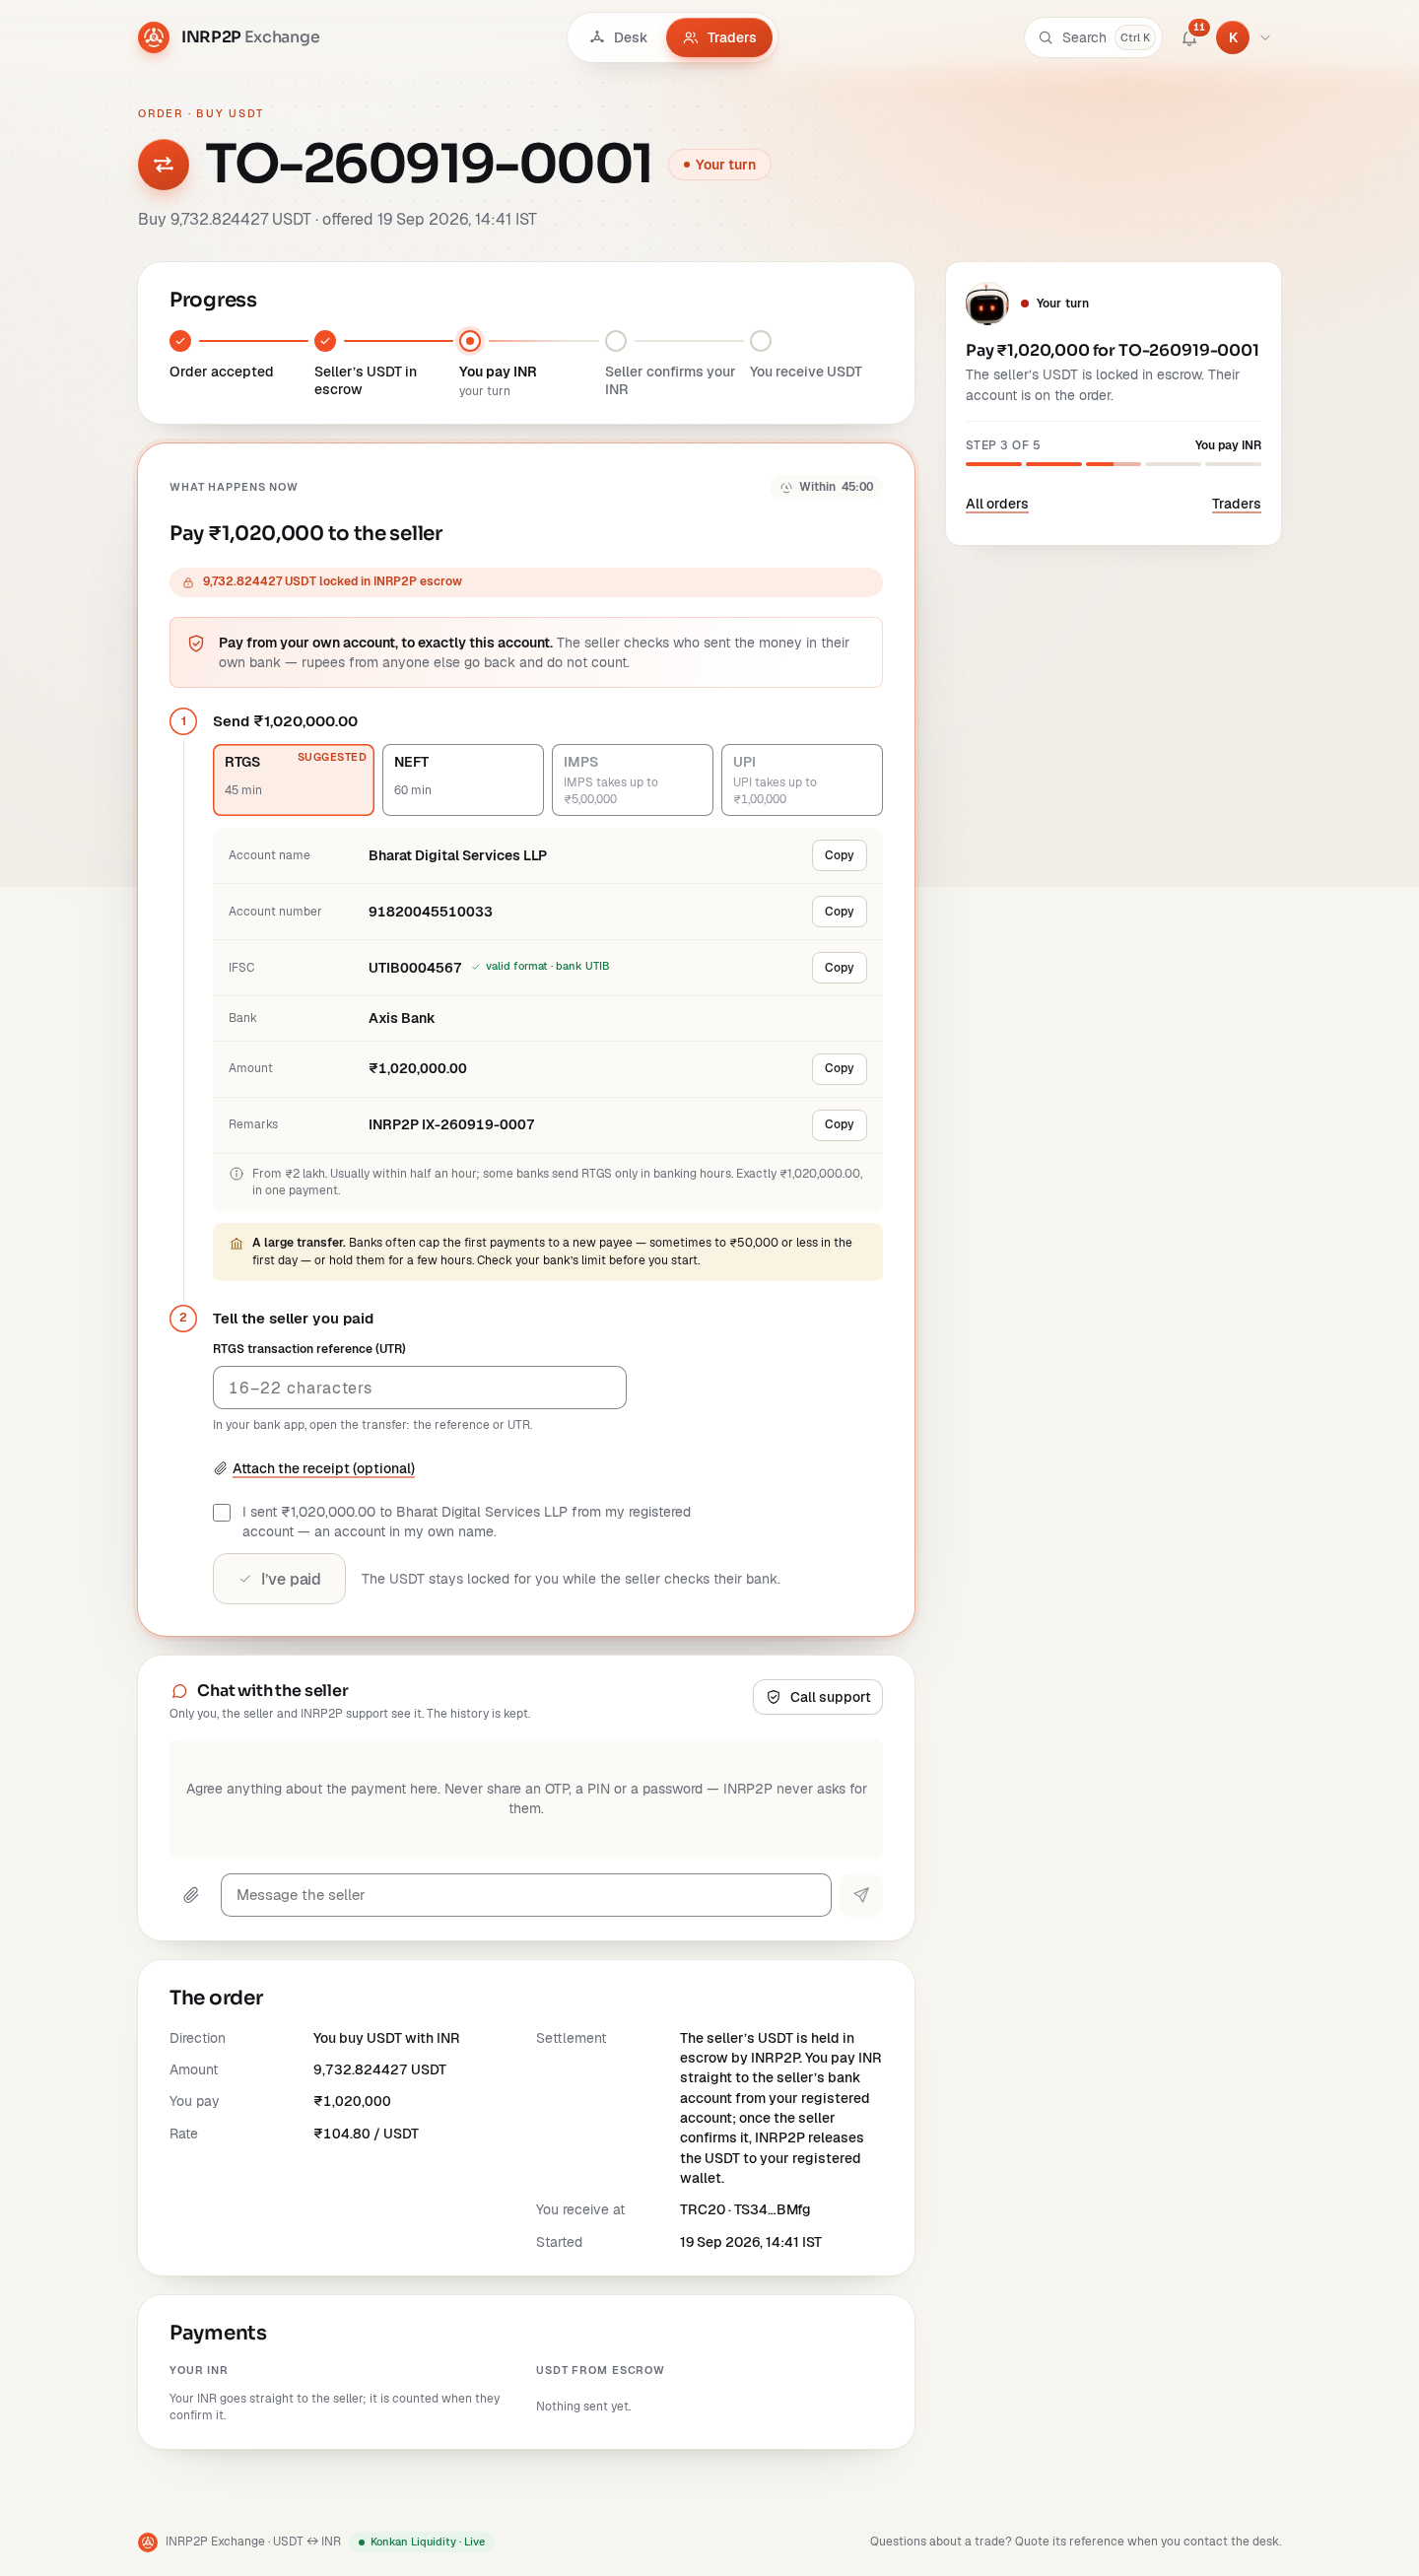 INRP2P Exchange
Desk
Traders
Search
Ctrl K
11
K
ORDER · BUY USDT
TO-260919-0001
Your turn
Buy 9,732.824427 USDT · offered 19 Sep 2026, 14:41 IST
Progress
Order accepted
Seller's USDT in
escrow
You pay INR
your turn
Seller confirms your
INR
You receive USDT
Your turn
Pay ₹1,020,000 for TO-260919-0001
The seller's USDT is locked in escrow. Their
account is on the order.
STEP 3 OF 5
You pay INR
All orders
Traders
WHAT HAPPENS NOW
Within 45:00
Pay ₹1,020,000 to the seller
9,732.824427 USDT locked in INRP2P escrow
Pay from your own account, to exactly this account. The seller checks who sent the money in their
own bank — rupees from anyone else go back and do not count.
1
Send ₹1,020,000.00
RTGS
SUGGESTED
45 min
NEFT
60 min
IMPS
IMPS takes up to
₹5,00,000
UPI
UPI takes up to
₹1,00,000
Account name
Bharat Digital Services LLP
Copy
Account number
91820045510033
Copy
IFSC
UTIB0004567
valid format · bank UTIB
Copy
Bank
Axis Bank
Amount
₹1,020,000.00
Copy
Remarks
INRP2P IX-260919-0007
Copy
From ₹2 lakh. Usually within half an hour; some banks send RTGS only in banking hours. Exactly ₹1,020,000.00,
in one payment.
A large transfer. Banks often cap the first payments to a new payee — sometimes to ₹50,000 or less in the
first day — or hold them for a few hours. Check your bank's limit before you start.
2
Tell the seller you paid
RTGS transaction reference (UTR)
16–22 characters
In your bank app, open the transfer: the reference or UTR.
Attach the receipt (optional)
I sent ₹1,020,000.00 to Bharat Digital Services LLP from my registered
account — an account in my own name.
I've paid
The USDT stays locked for you while the seller checks their bank.
Chat with the seller
Only you, the seller and INRP2P support see it. The history is kept.
Call support
Agree anything about the payment here. Never share an OTP, a PIN or a password — INRP2P never asks for
them.
Message the seller
The order
Direction
You buy USDT with INR
Amount
9,732.824427 USDT
You pay
₹1,020,000
Rate
₹104.80 / USDT
Settlement
The seller's USDT is held in
escrow by INRP2P. You pay INR
straight to the seller's bank
account from your registered
account; once the seller
confirms it, INRP2P releases
the USDT to your registered
wallet.
You receive at
TRC20 · TS34…BMfg
Started
19 Sep 2026, 14:41 IST
Payments
YOUR INR
Your INR goes straight to the seller; it is counted when they
confirm it.
USDT FROM ESCROW
Nothing sent yet.
INRP2P Exchange · USDT ↔ INR
Konkan Liquidity · Live
Questions about a trade? Quote its reference when you contact the desk.